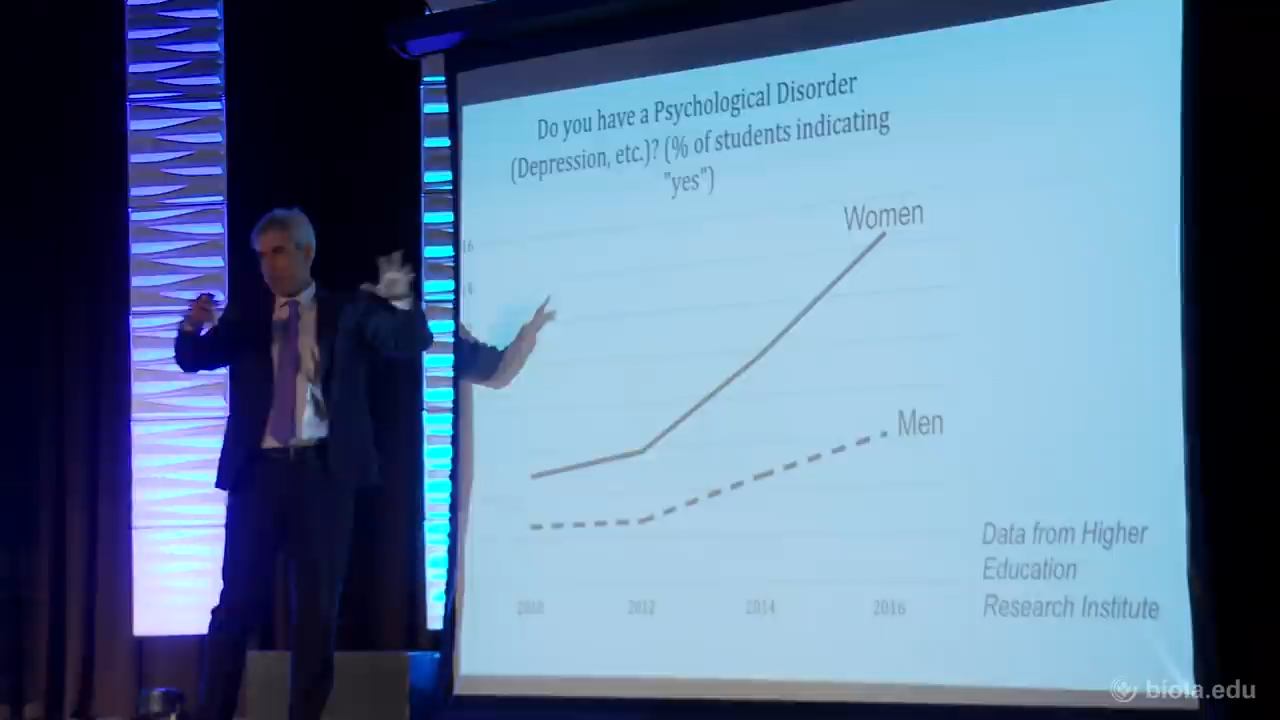 Do you have a Psychological Disorder
(Depression, etc.)? (% of students indicating
"yes")
Women
16
Men
Data from Higher
Education
Research Institute
2010 2012 2014 2016
biola.edu